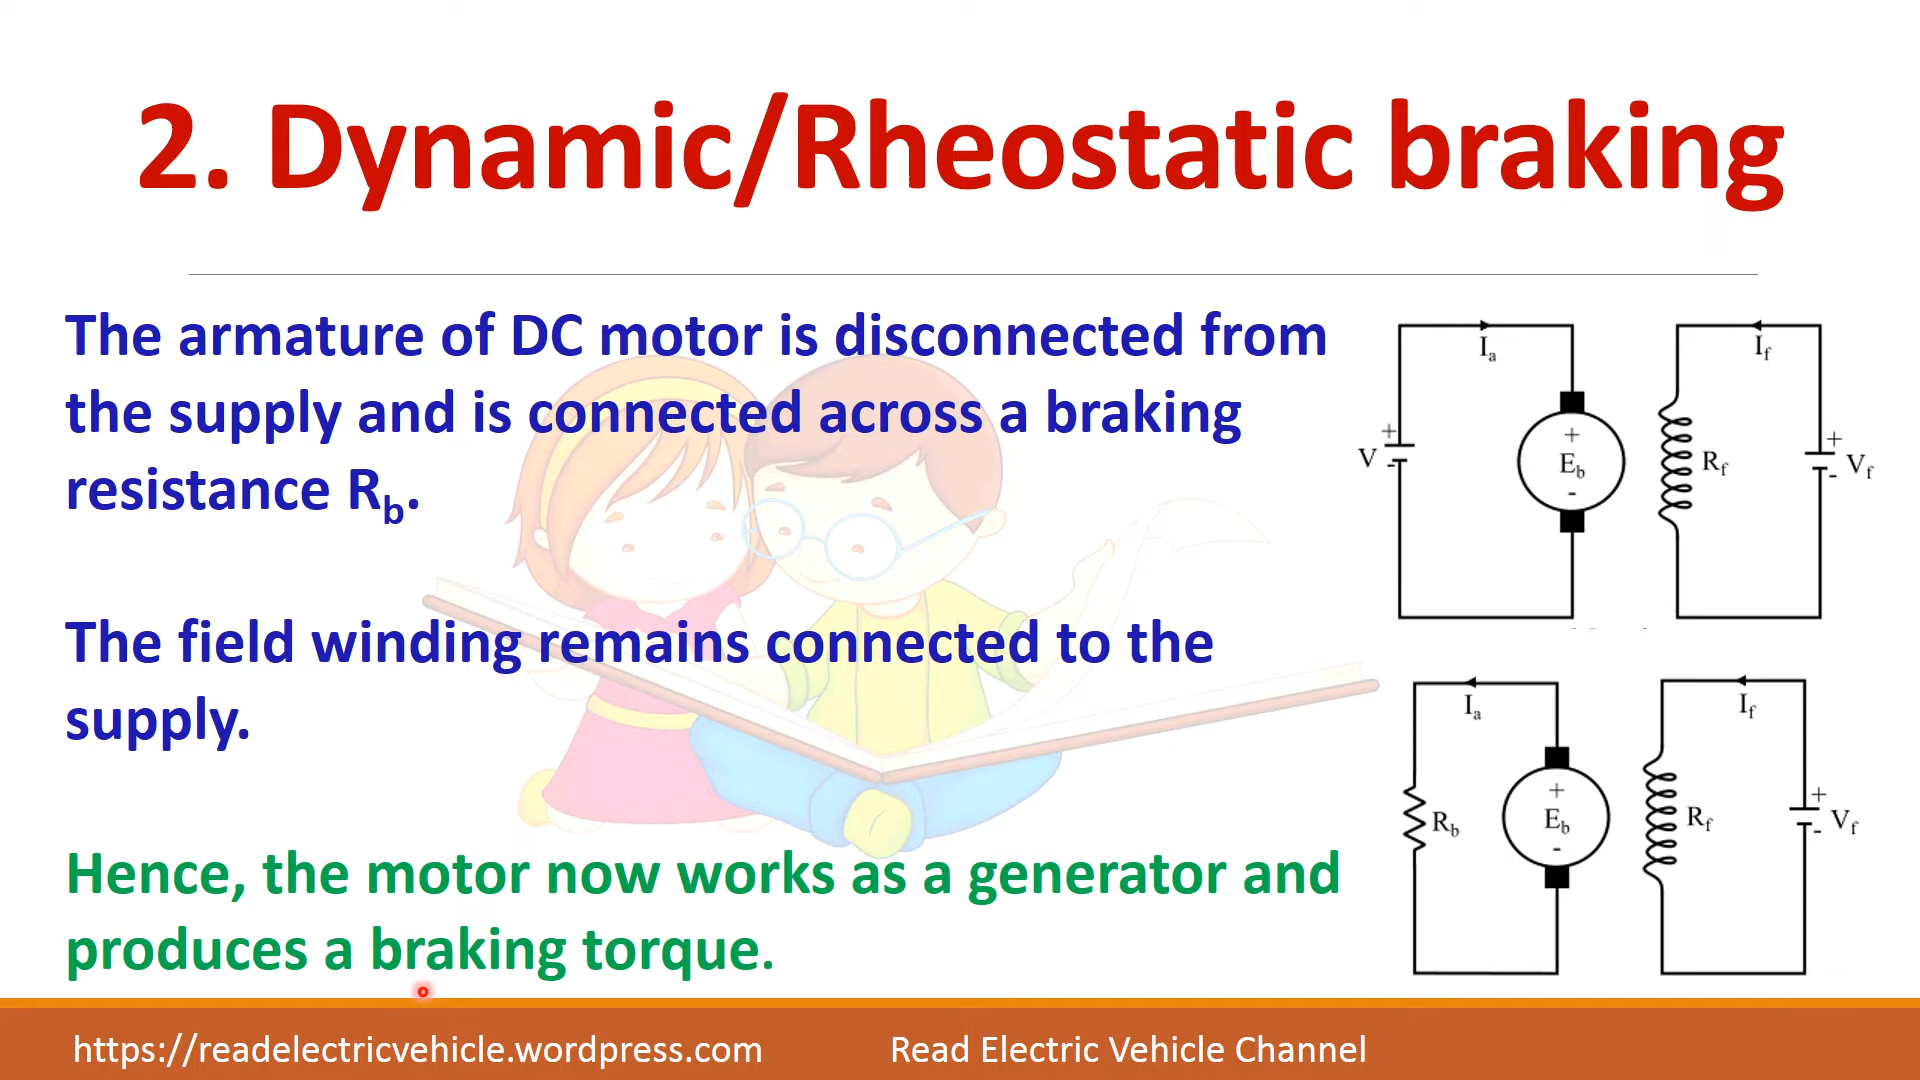 2. Dynamic/Rheostatic braking
The armature of DC motor is disconnected from
the supply and is connected across a braking
resistance Rb.
The field winding remains connected to the
supply.
Hence, the motor now works as a generator and
produces a braking torque.
Ia
If
+
V
-
+
Eb
-
Rf
+
Vf
-
Ia
If
Rb
+
Eb
-
Rf
+
Vf
-
https://readelectricvehicle.wordpress.com
Read Electric Vehicle Channel